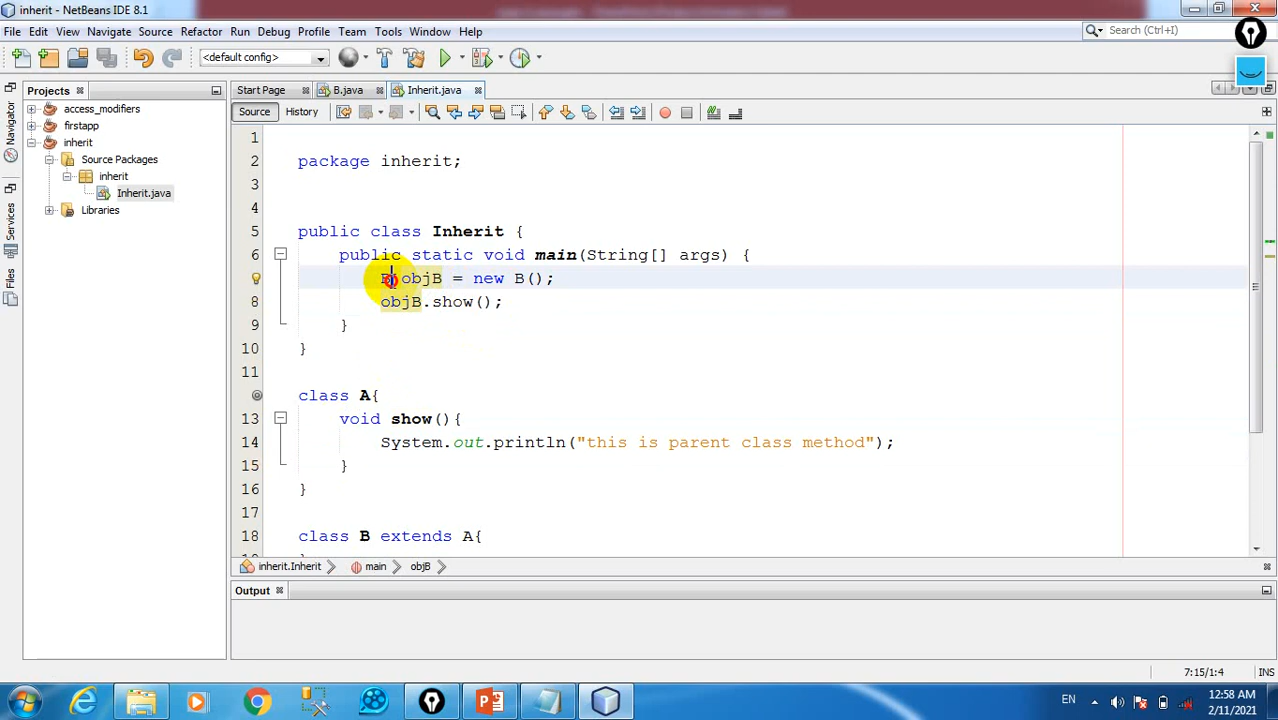 inherit - NetBeans IDE 8.1
File Edit View Navigate Source Refactor Run Debug Profile Team Tools Window Help
Search (Ctrl+I)
<default config>
Projects
Start Page
B.java
Inherit.java
access_modifiers
firstapp
inherit
Source Packages
inherit
Inherit.java
Libraries
Navigator
Services
Files
Source History
1
2 package inherit;
3
4
5 public class Inherit {
6 public static void main(String[] args) {
B objB = new B();
8 objB.show();
9 }
10 }
11
class A{
13 void show(){
14 System.out.println("this is parent class method");
15 }
16 }
17
18 class B extends A{
inherit.Inherit main objB
Output
7:15/1:4 INS
EN
12:58 AM
2/11/2021